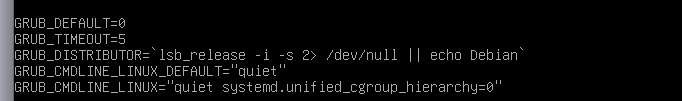 GRUB_DEFAULT=0
GRUB_TIMEOUT=5
GRUB_DISTRIBUTOR=`lsb_release -i -s 2> /dev/null || echo Debian`
GRUB_CMDLINE_LINUX_DEFAULT="quiet"
GRUB_CMDLINE_LINUX="quiet systemd.unified_cgroup_hierarchy=0"